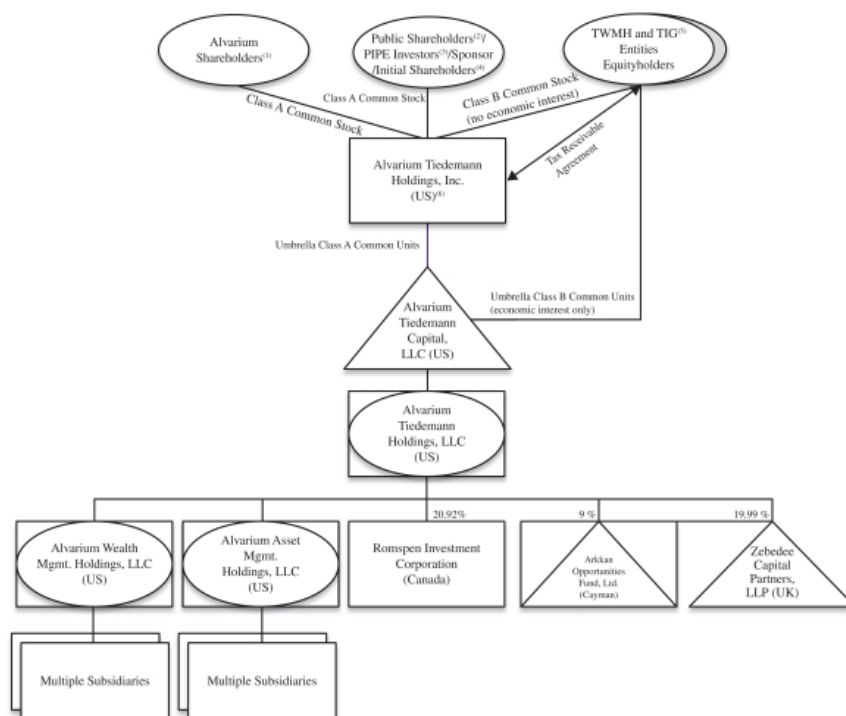 Alvarium
Shareholders(1)
Public Shareholders(2)/
PIPE Investors(3)/Sponsor
/Initial Shareholders(4)
TWMH and TIG(5)
Entities
Equityholders
Class A Common Stock
Class A Common Stock
Class B Common Stock
(no economic interest)
Tax Receivable
Agreement
Alvarium Tiedemann
Holdings, Inc.
(US)(8)
Umbrella Class A Common Units
Umbrella Class B Common Units
(economic interest only)
Alvarium
Tiedemann
Capital,
LLC (US)
Alvarium
Tiedemann
Holdings, LLC
(US)
20.92%
9 %
19.99 %
Alvarium Wealth
Mgmt. Holdings, LLC
(US)
Alvarium Asset
Mgmt.
Holdings, LLC
(US)
Romspen Investment
Corporation
(Canada)
Arkkan
Opportunities
Fund, Ltd.
(Cayman)
Zebedee
Capital
Partners,
LLP (UK)
Multiple Subsidiaries
Multiple Subsidiaries